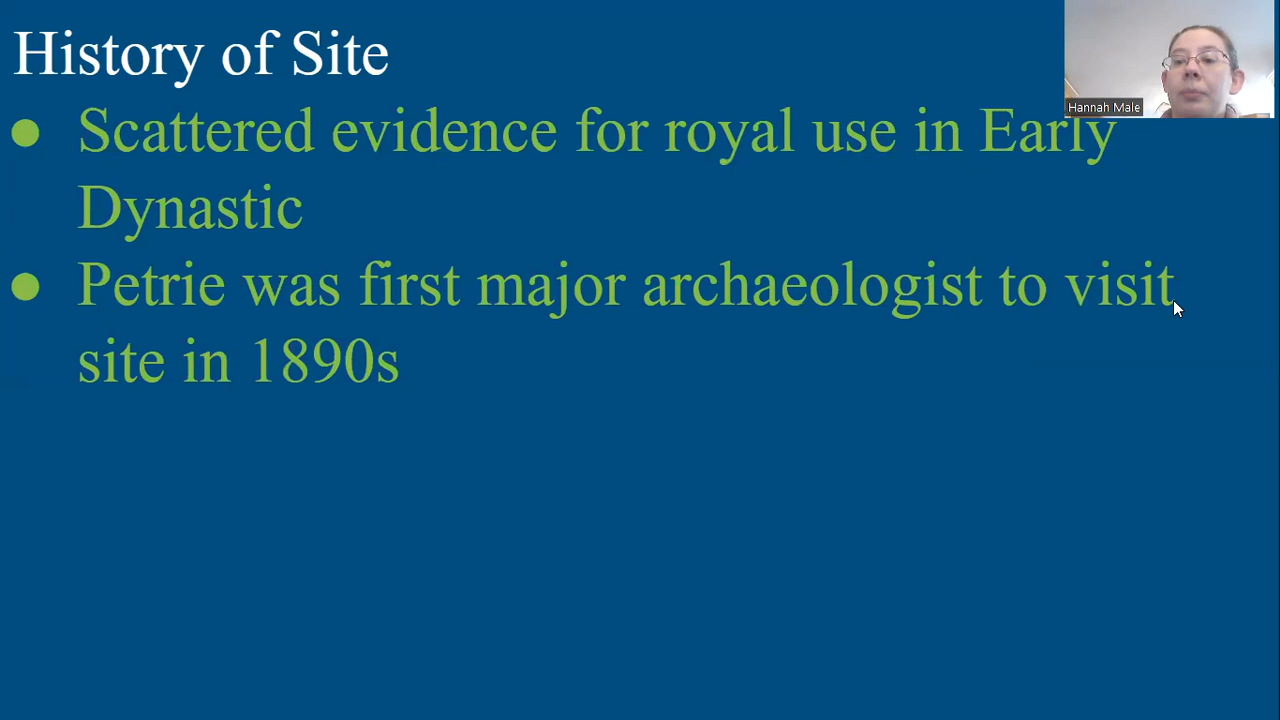 History of Site
Hannah Male
● Scattered evidence for royal use in Early
Dynastic
● Petrie was first major archaeologist to visit
site in 1890s